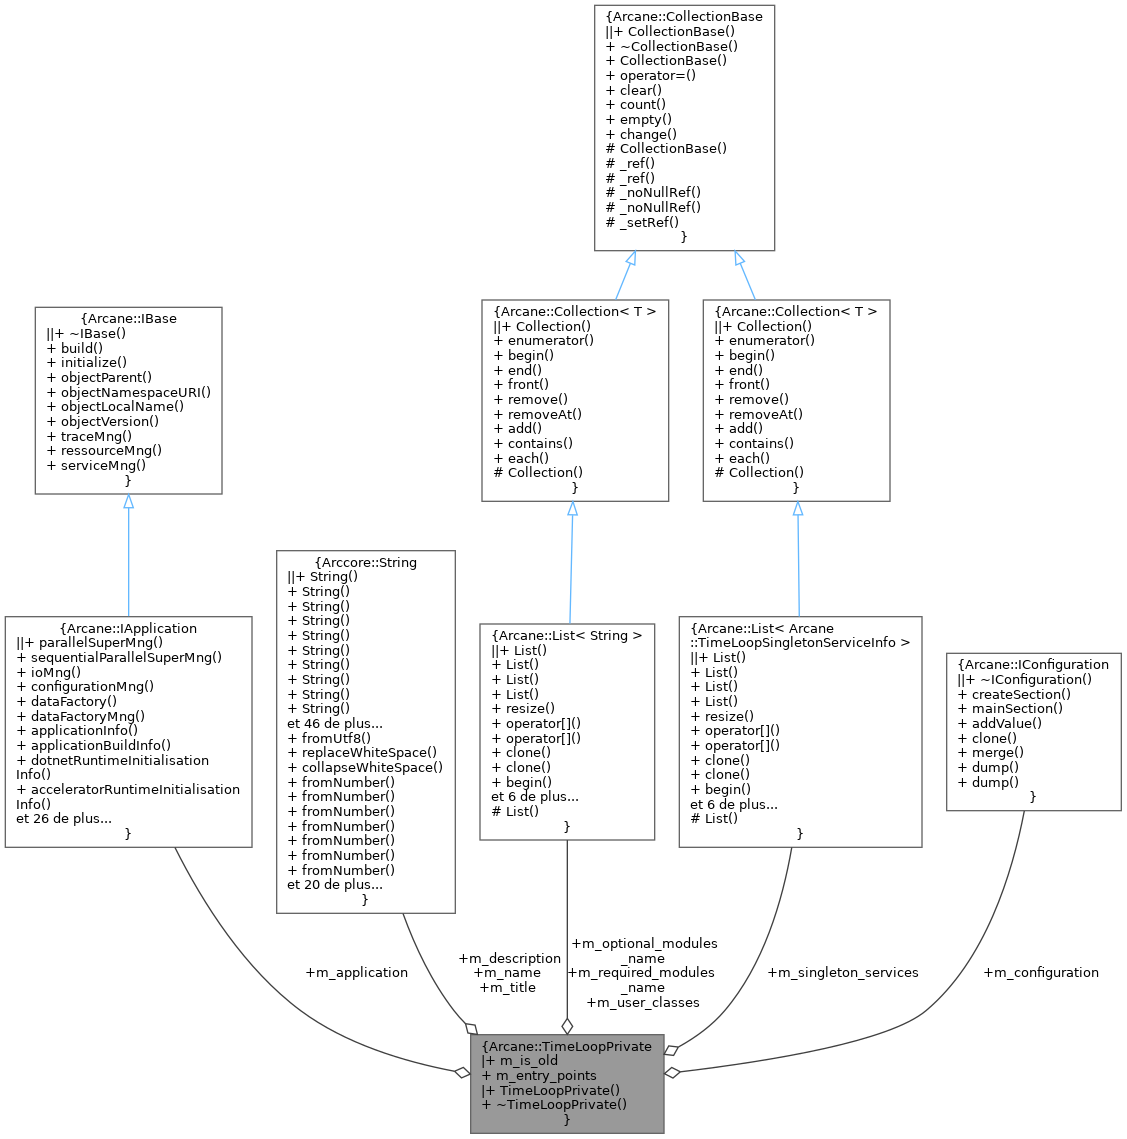 {Arcane::CollectionBase
||+ CollectionBase()
+ ~CollectionBase()
+ CollectionBase()
+ operator=()
+ clear()
+ count()
+ empty()
+ change()
# CollectionBase()
# _ref()
# _ref()
# _noNullRef()
# _noNullRef()
# _setRef()
}
{Arcane::IBase
||+ ~IBase()
+ build()
+ initialize()
+ objectParent()
+ objectNamespaceURI()
+ objectLocalName()
+ objectVersion()
+ traceMng()
+ ressourceMng()
+ serviceMng()
}
{Arcane::Collection< T >
||+ Collection()
+ enumerator()
+ begin()
+ end()
+ front()
+ remove()
+ removeAt()
+ add()
+ contains()
+ each()
# Collection()
}
{Arcane::Collection< T >
||+ Collection()
+ enumerator()
+ begin()
+ end()
+ front()
+ remove()
+ removeAt()
+ add()
+ contains()
+ each()
# Collection()
}
{Arcane::IApplication
||+ parallelSuperMng()
+ sequentialParallelSuperMng()
+ ioMng()
+ configurationMng()
+ dataFactory()
+ dataFactoryMng()
+ applicationInfo()
+ applicationBuildInfo()
+ dotnetRuntimeInitialisation
Info()
+ acceleratorRuntimeInitialisation
Info()
et 26 de plus...
}
{Arccore::String
||+ String()
+ String()
+ String()
+ String()
+ String()
+ String()
+ String()
+ String()
+ String()
+ String()
et 46 de plus...
+ fromUtf8()
+ replaceWhiteSpace()
+ collapseWhiteSpace()
+ fromNumber()
+ fromNumber()
+ fromNumber()
+ fromNumber()
+ fromNumber()
+ fromNumber()
+ fromNumber()
et 20 de plus...
}
{Arcane::List< String >
||+ List()
+ List()
+ List()
+ List()
+ resize()
+ operator[]()
+ operator[]()
+ clone()
+ clone()
+ begin()
et 6 de plus...
# List()
}
{Arcane::List< Arcane
::TimeLoopSingletonServiceInfo >
||+ List()
+ List()
+ List()
+ List()
+ resize()
+ operator[]()
+ operator[]()
+ clone()
+ clone()
+ begin()
et 6 de plus...
# List()
}
{Arcane::IConfiguration
||+ ~IConfiguration()
+ createSection()
+ mainSection()
+ addValue()
+ clone()
+ merge()
+ dump()
+ dump()
}
+m_application
+m_description
+m_name
+m_title
+m_optional_modules
_name
+m_required_modules
_name
+m_user_classes
+m_singleton_services
+m_configuration
{Arcane::TimeLoopPrivate
|+ m_is_old
+ m_entry_points
|+ TimeLoopPrivate()
+ ~TimeLoopPrivate()
}